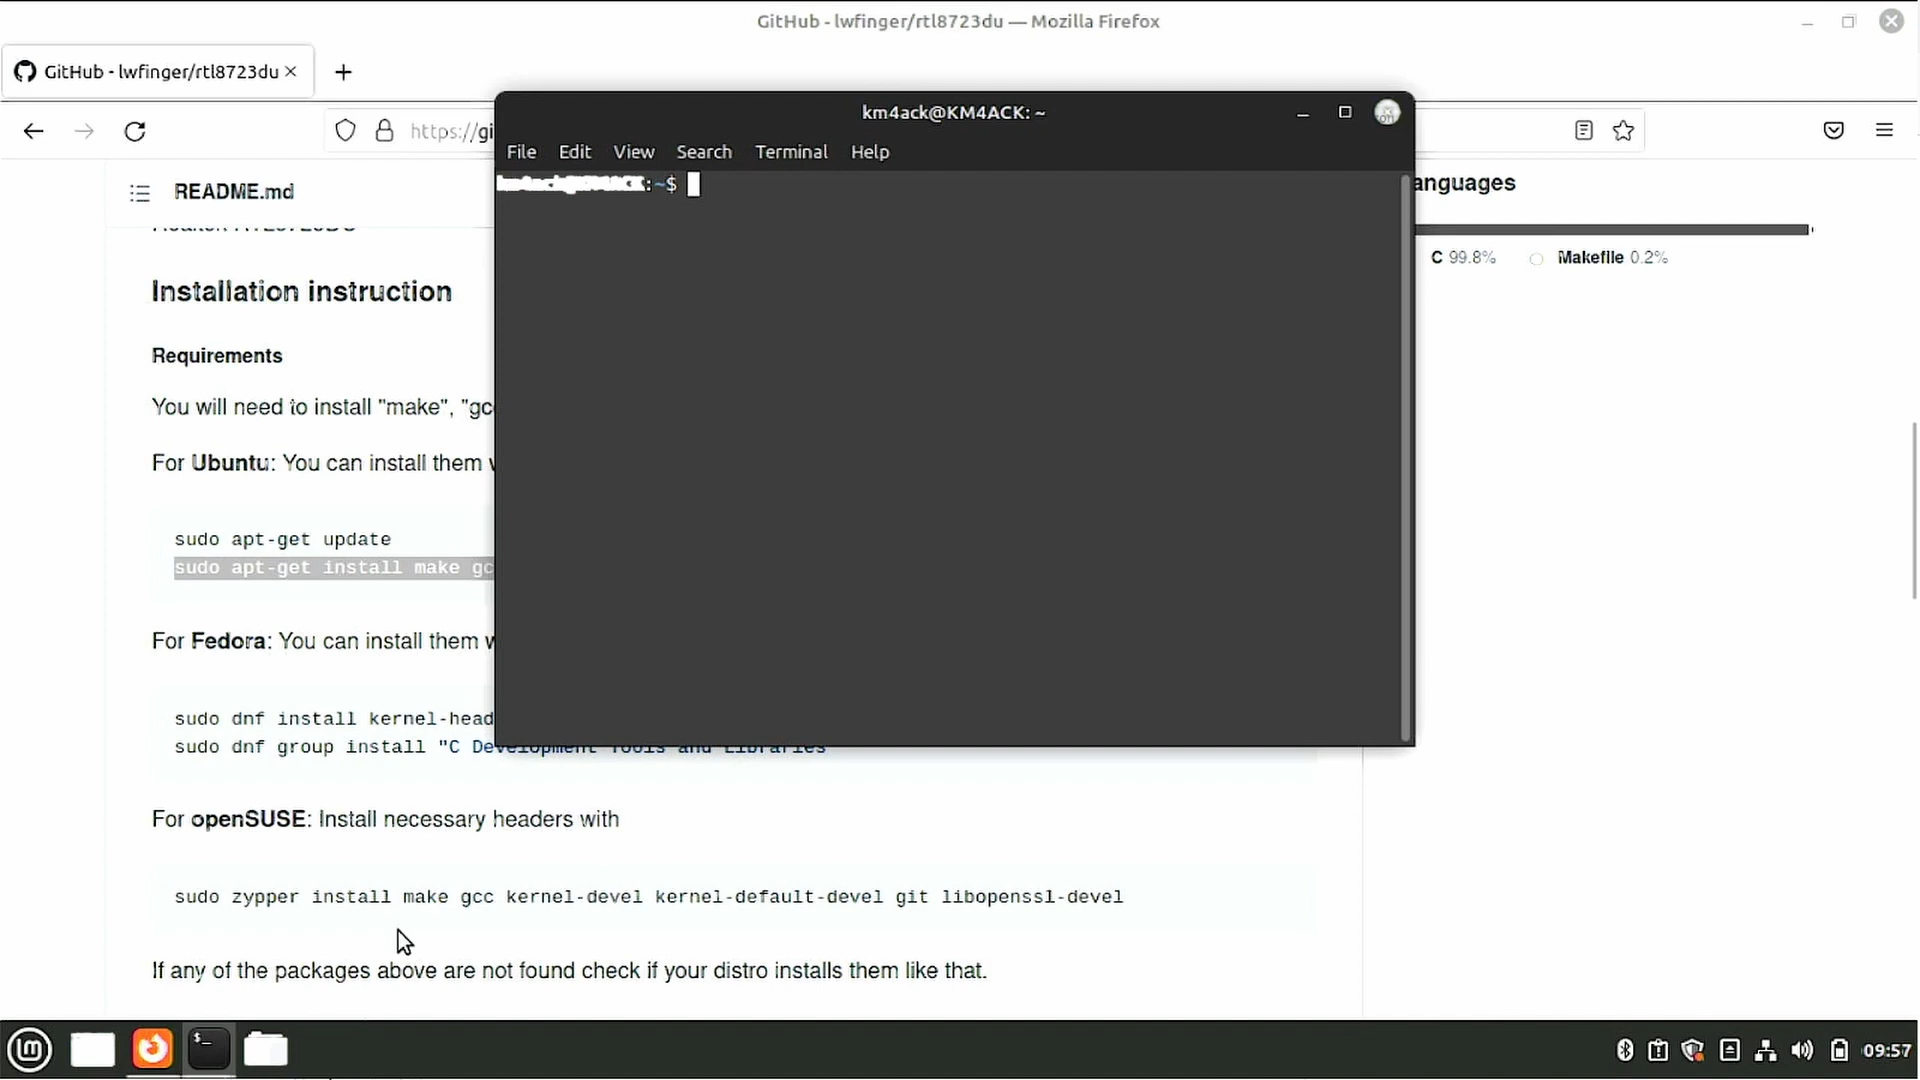 GitHub - lwfinger/rtl8723du — Mozilla Firefox
GitHub - lwfinger/rtl8723du
https://gi
km4ack@KM4ACK: ~
File Edit View Search Terminal Help
:~$
README.md
Installation instruction
Requirements
You will need to install "make", "gc
For Ubuntu: You can install them w
sudo apt-get update
sudo apt-get install make gc
For Fedora: You can install them w
sudo dnf install kernel-head
sudo dnf group install "C Development Tools and Libraries"
For openSUSE: Install necessary headers with
sudo zypper install make gcc kernel-devel kernel-default-devel git libopenssl-devel
If any of the packages above are not found check if your distro installs them like that.
anguages
C 99.8% Makefile 0.2%
09:57